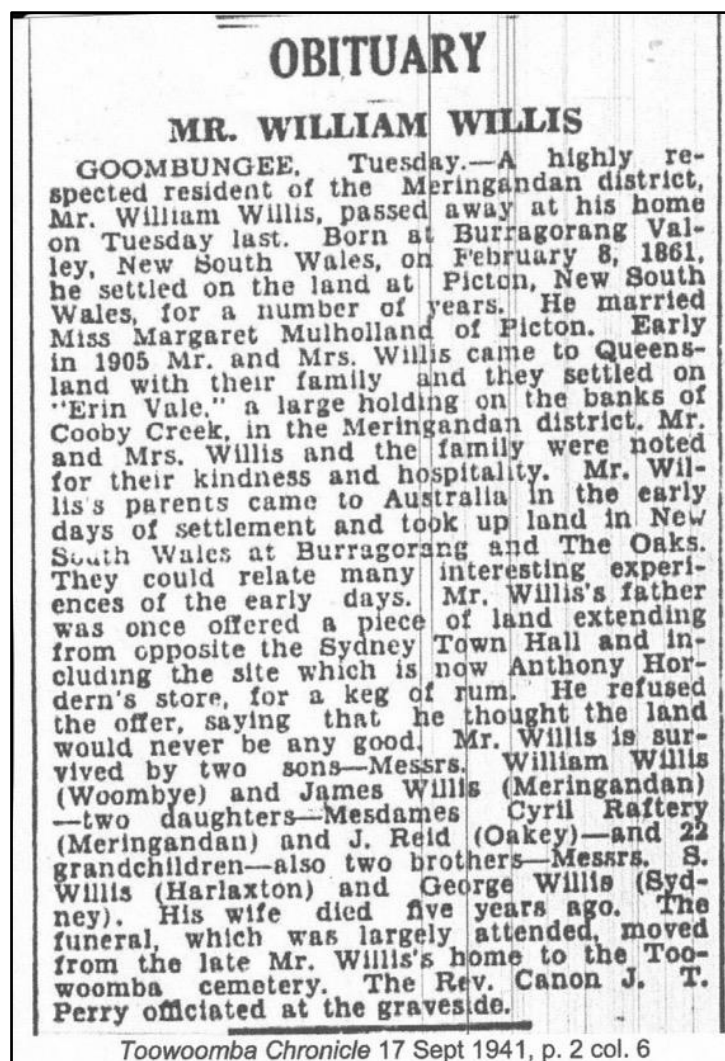 OBITUARY
MR. WILLIAM WILLIS
GOOMBUNGEE, Tuesday.—A highly re-
spected resident of the Meringandan district,
Mr. William Willis, passed away at his home
on Tuesday last. Born at Burragorang Val-
ley, New South Wales, on February 8, 1861,
he settled on the land at Picton, New South
Wales, for a number of years. He married
Miss Margaret Mulholland of Picton. Early
in 1905 Mr. and Mrs. Willis came to Queens-
land with their family and they settled on
"Erin Vale," a large holding on the banks of
Cooby Creek, in the Meringandan district. Mr.
and Mrs. Willis and the family were noted
for their kindness and hospitality. Mr. Wil-
lis's parents came to Australia in the early
days of settlement and took up land in New
South Wales at Burragorang and The Oaks.
They could relate many interesting experi-
ences of the early days. Mr. Willis's father
was once offered a piece of land extending
from opposite the Sydney Town Hall and in-
cluding the site which is now Anthony Hor-
dern's store, for a keg of rum. He refused
the offer, saying that he thought the land
would never be any good. Mr. Willis is sur-
vived by two sons—Messrs. William Willis
(Woombye) and James Willis (Meringandan)
—two daughters—Mesdames Cyril Raftery
(Meringandan) and J. Reid (Oakey)—and 22
grandchildren—also two brothers—Messrs. S.
Willis (Harlaxton) and George Willis (Syd-
ney). His wife died five years ago. The
funeral, which was largely attended, moved
from the late Mr. Willis's home to the Too-
woomba cemetery. The Rev. Canon J. T.
Perry officiated at the graveside.
Toowoomba Chronicle 17 Sept 1941, p. 2 col. 6